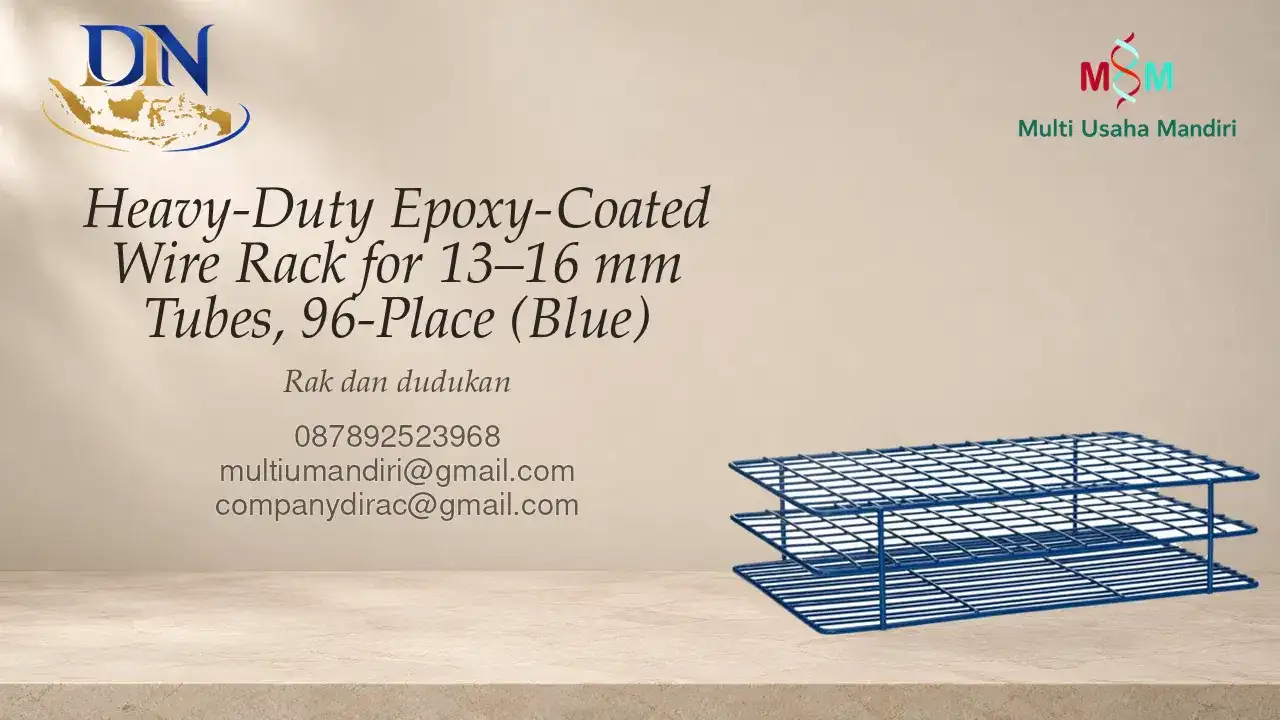 DIN
MSM
Multi Usaha Mandiri
Heavy-Duty Epoxy-Coated
Wire Rack for 13–16 mm
Tubes, 96-Place (Blue)
Rak dan dudukan
087892523968
multiumandiri@gmail.com
companydirac@gmail.com